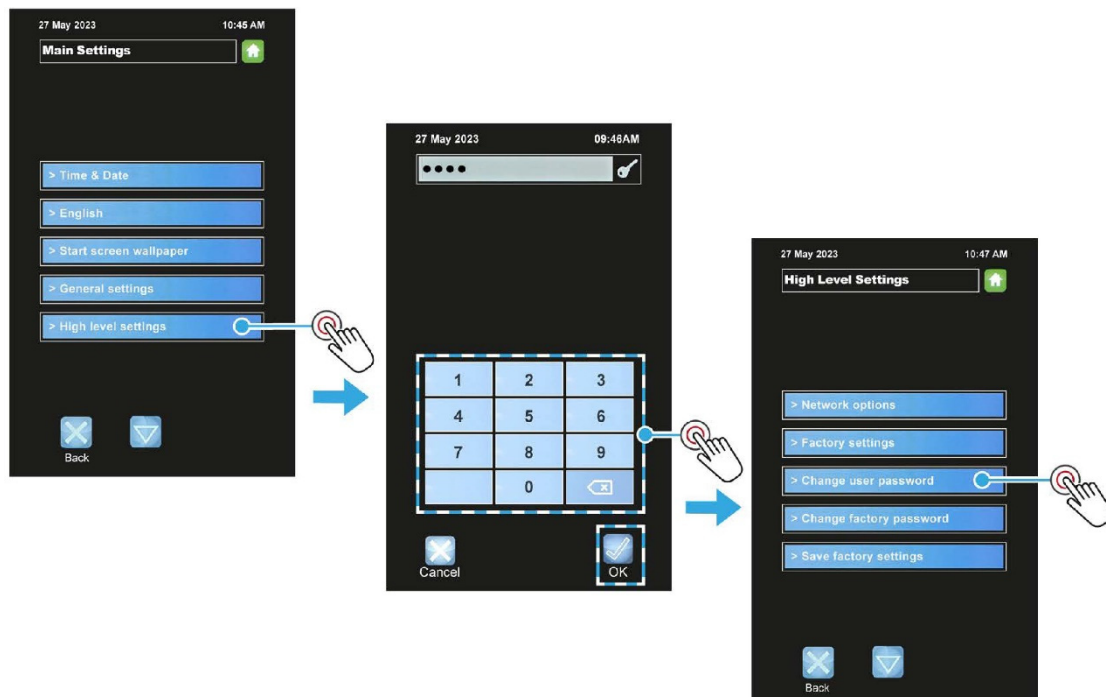 27 May 2023 10:45 AM
Main Settings
> Time & Date
> English
> Start screen wallpaper
> General settings
> High level settings
Back
27 May 2023 09:46AM
••••
1 2 3
4 5 6
7 8 9
0
Cancel OK
27 May 2023 10:47 AM
High Level Settings
> Network options
> Factory settings
> Change user password
> Change factory password
> Save factory settings
Back